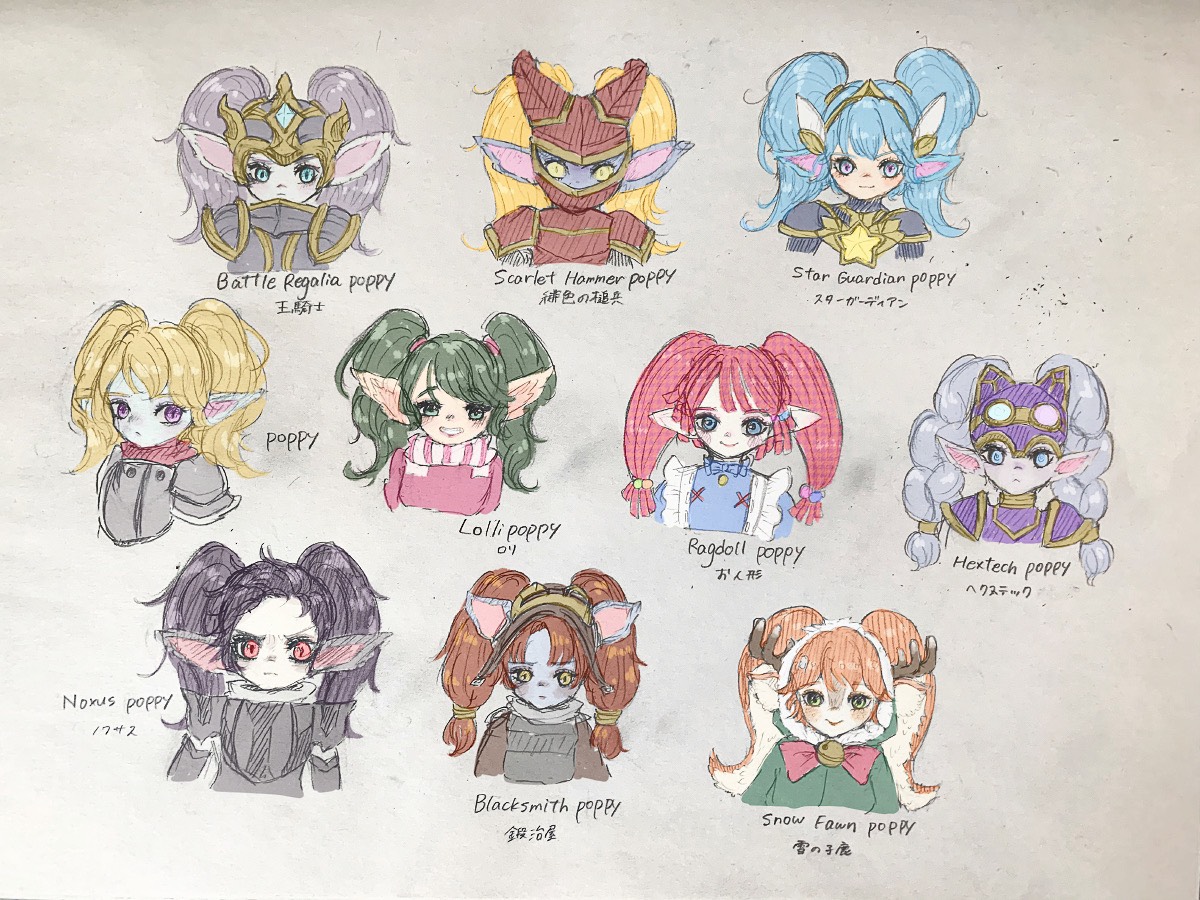 Battle Regalia poppy
王騎士
Scarlet Hammer poppy
緋色の槌兵
Star Guardian poppy
スターガーディアン
poppy
Lollipoppy
ロリ
Ragdoll poppy
お人形
Hextech poppy
ヘクステック
Noxus poppy
ノクサス
Blacksmith poppy
鍛冶屋
Snow Fawn poppy
雪の子鹿